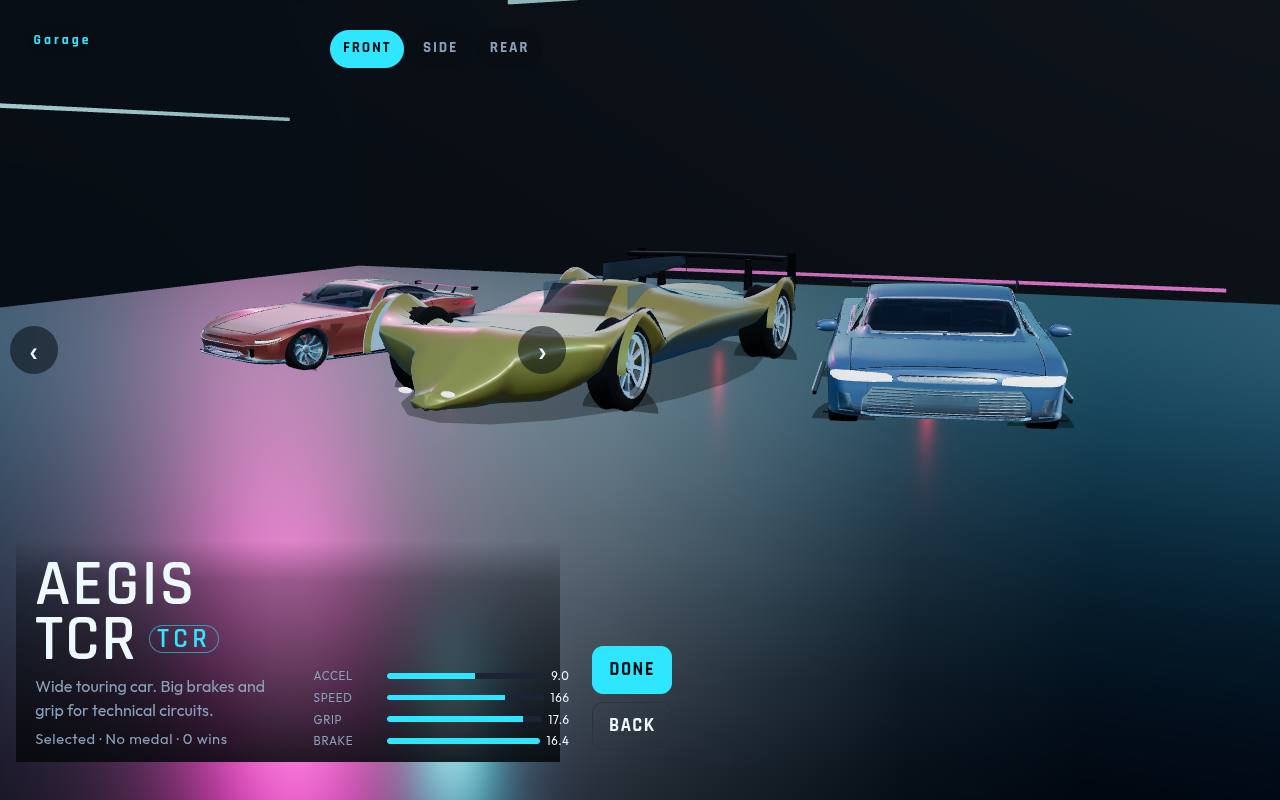 Garage
FRONT SIDE REAR
‹ ›
AEGIS
TCR TCR
Wide touring car. Big brakes and
grip for technical circuits.
Selected · No medal · 0 wins
ACCEL 9.0
SPEED 166
GRIP 17.6
BRAKE 16.4
DONE
BACK